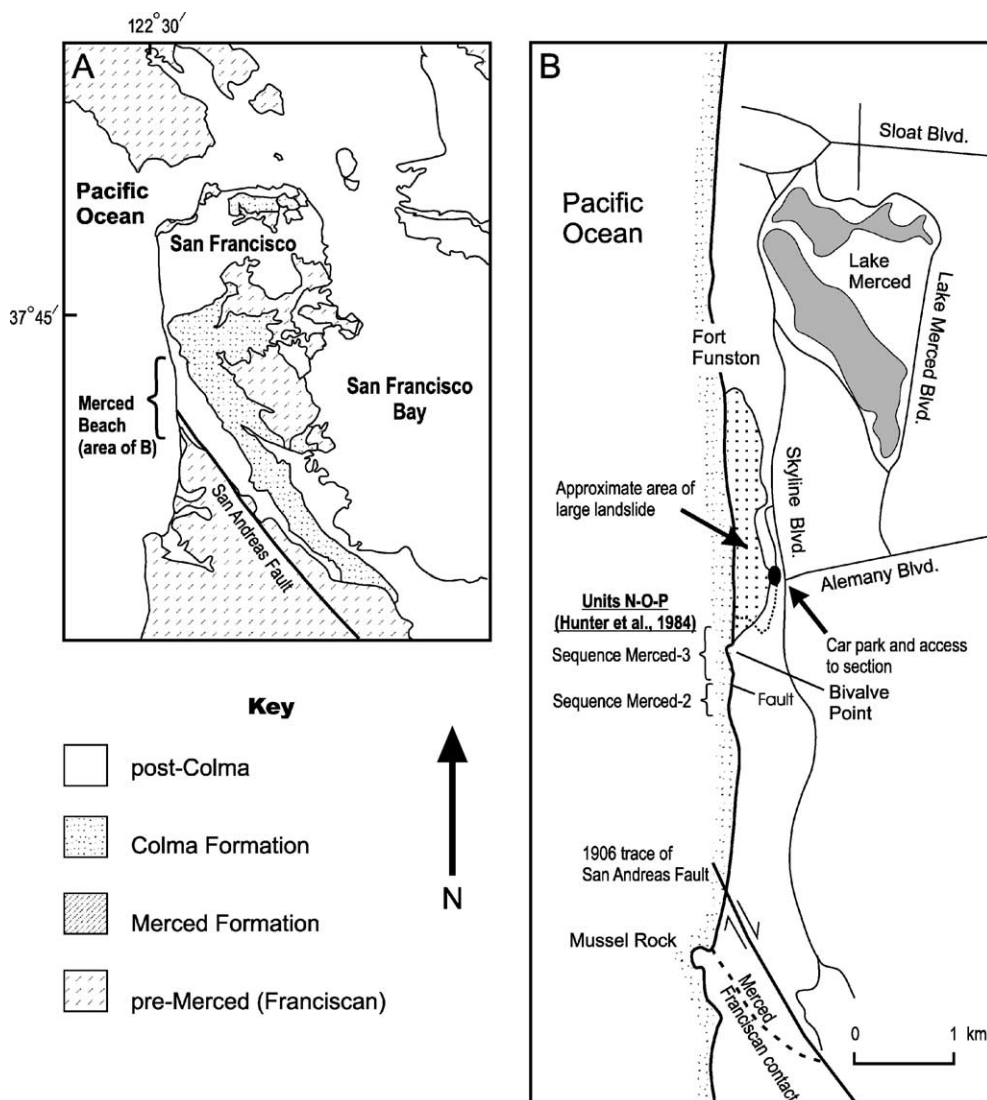 122°30′
A
Pacific
Ocean
San Francisco
37°45′
San Francisco
Bay
Merced
Beach
(area of B)
San Andreas Fault
Key
post-Colma
Colma Formation
Merced Formation
pre-Merced (Franciscan)
N
B
Sloat Blvd.
Pacific
Ocean
Lake
Merced
Lake Merced Blvd.
Fort
Funston
Skyline Blvd.
Approximate area of
large landslide
Alemany Blvd.
Units N-O-P
(Hunter et al., 1984)
Car park and access
to section
Sequence Merced-3
Bivalve
Point
Fault
Sequence Merced-2
1906 trace of
San Andreas Fault
Mussel Rock
Merced
Franciscan contact
0 1 km